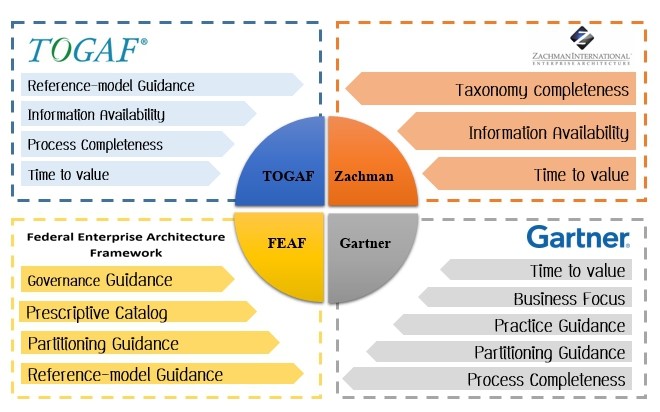 TOGAF®
Reference-model Guidance
Information Availability
Process Completeness
Time to value
ZACHMAN INTERNATIONAL®
ENTERPRISE ARCHITECTURE
Taxonomy completeness
Information Availability
Time to value
TOGAF
Zachman
FEAF
Gartner
Federal Enterprise Architecture
Framework
Governance Guidance
Prescriptive Catalog
Partitioning Guidance
Reference-model Guidance
Gartner®
Time to value
Business Focus
Practice Guidance
Partitioning Guidance
Process Completeness